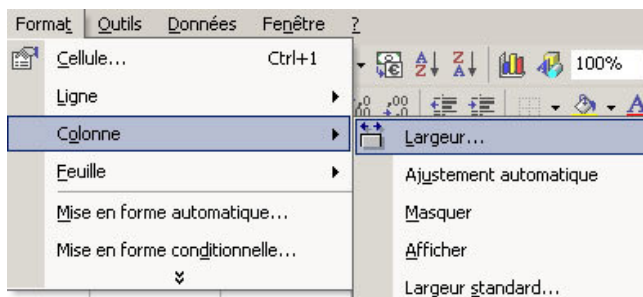 Format Outils Données Fenêtre ?
Cellule... Ctrl+1
100%
Ligne
Colonne
Largeur...
Feuille
Ajustement automatique
Mise en forme automatique...
Masquer
Mise en forme conditionnelle...
Afficher
Largeur standard...